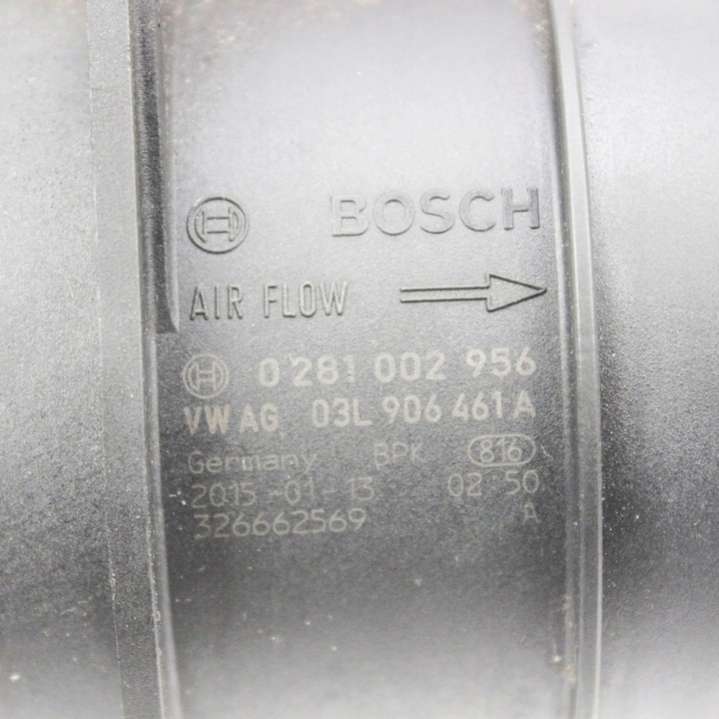 BOSCH
AIR FLOW
0 281 002 956
VW AG 03L 906 461 A
Germany BPK 816
2015-01-13 02:50
326662569 A